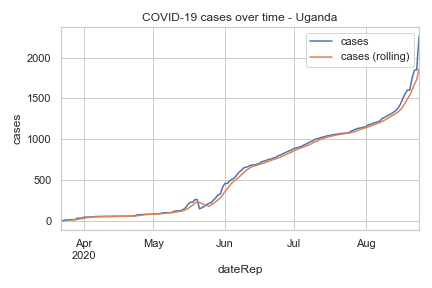 COVID-19 cases over time - Uganda
cases
cases (rolling)
cases
2000
1500
1000
500
0
Apr
2020
May
Jun
Jul
Aug
dateRep